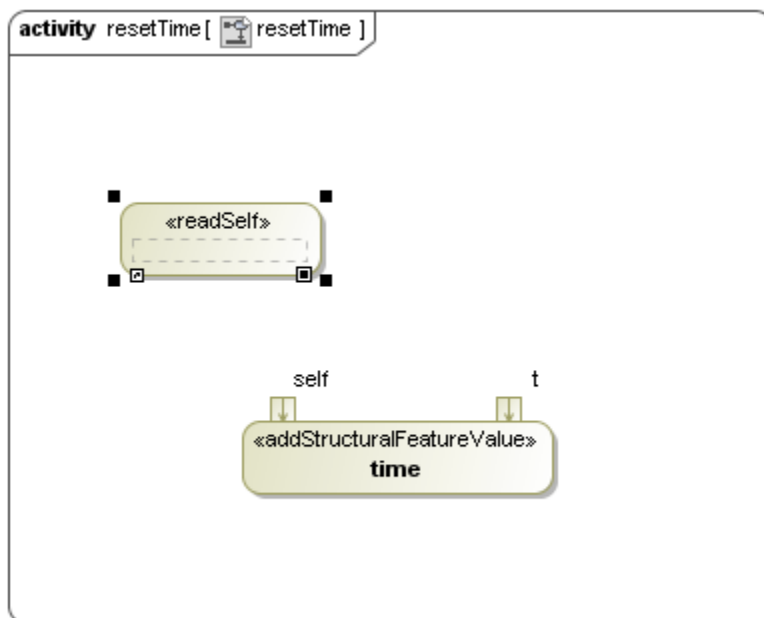 activity resetTime [ resetTime ]
«readSelf»
self
t
«addStructuralFeatureValue»
time